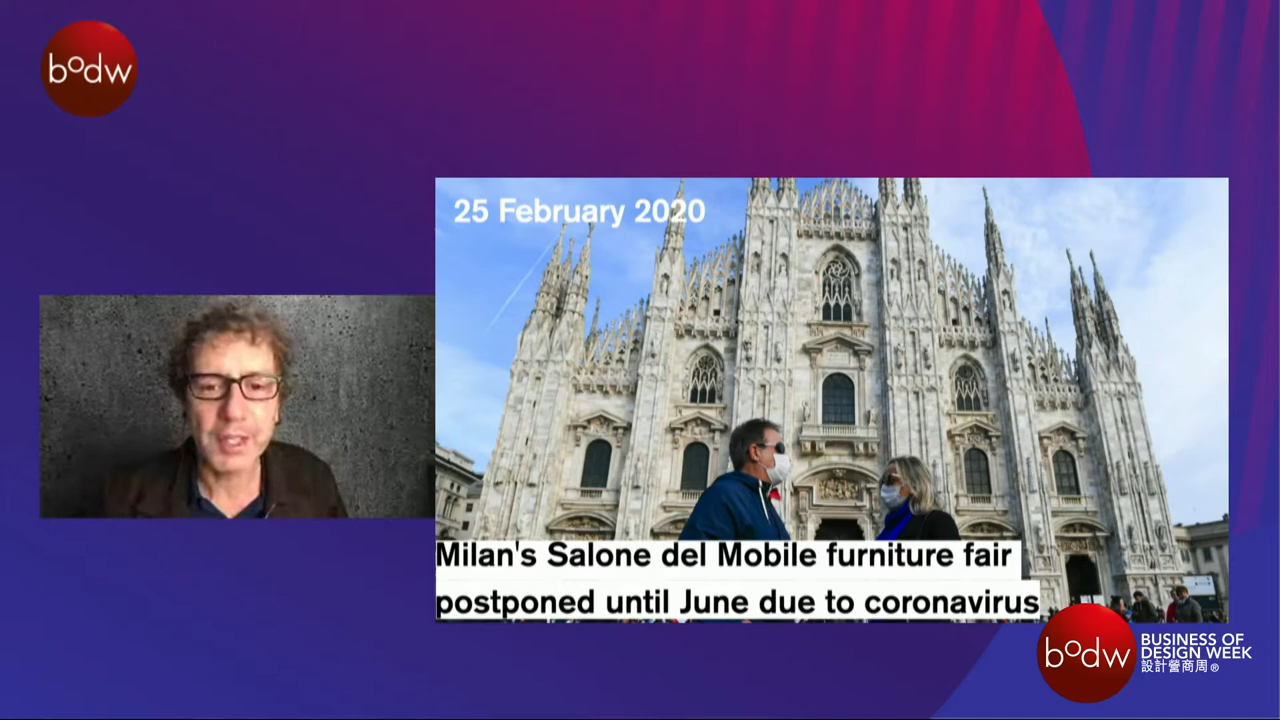 bodw
25 February 2020
Milan's Salone del Mobile furniture fair
postponed until June due to coronavirus
bodw
BUSINESS OF
DESIGN WEEK
設計營商周®